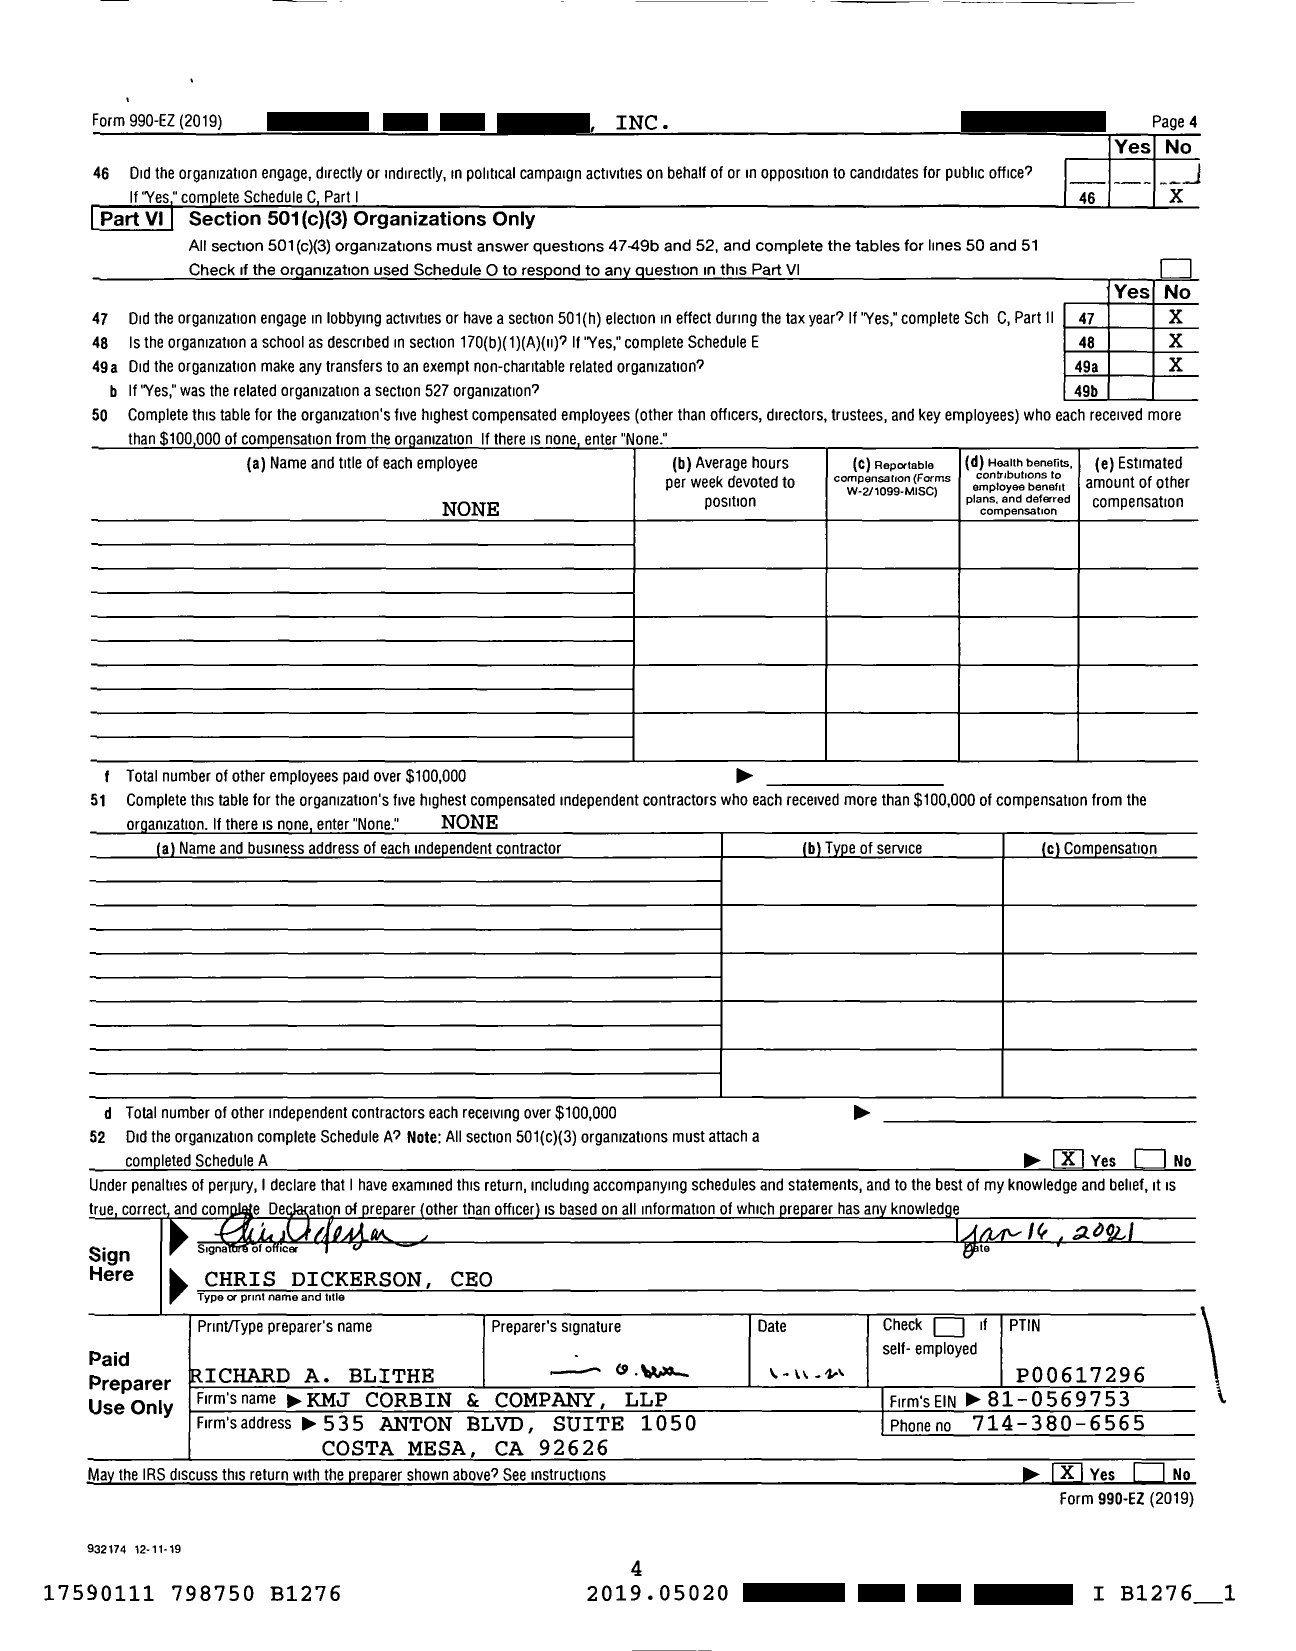 Form 990-EZ (2019) , INC. Page 4
Yes No
46 Did the organization engage, directly or indirectly, in political campaign activities on behalf of or in opposition to candidates for public office?
If "Yes," complete Schedule C, Part I 46 X
Part VI Section 501(c)(3) Organizations Only
All section 501(c)(3) organizations must answer questions 47-49b and 52, and complete the tables for lines 50 and 51
Check if the organization used Schedule O to respond to any question in this Part VI
Yes No
47 Did the organization engage in lobbying activities or have a section 501(h) election in effect during the tax year? If "Yes," complete Sch C, Part II 47 X
48 Is the organization a school as described in section 170(b)(1)(A)(ii)? If "Yes," complete Schedule E 48 X
49a Did the organization make any transfers to an exempt non-charitable related organization? 49a X
b If "Yes," was the related organization a section 527 organization? 49b
50 Complete this table for the organization's five highest compensated employees (other than officers, directors, trustees, and key employees) who each received more
than $100,000 of compensation from the organization If there is none, enter "None."
(a) Name and title of each employee
NONE
(b) Average hours
per week devoted to
position
(c) Reportable
compensation (Forms
W-2/1099-MISC)
(d) Health benefits,
contributions to
employee benefit
plans, and deferred
compensation
(e) Estimated
amount of other
compensation
f Total number of other employees paid over $100,000
51 Complete this table for the organization's five highest compensated independent contractors who each received more than $100,000 of compensation from the
organization. If there is none, enter "None." NONE
(a) Name and business address of each independent contractor (b) Type of service (c) Compensation
d Total number of other independent contractors each receiving over $100,000
52 Did the organization complete Schedule A? Note: All section 501(c)(3) organizations must attach a
completed Schedule A X Yes No
Under penalties of perjury, I declare that I have examined this return, including accompanying schedules and statements, and to the best of my knowledge and belief, it is
true, correct, and complete Declaration of preparer (other than officer) is based on all information of which preparer has any knowledge
Sign
Here
Chris Dickerson Jan 16, 2021
Signature of officer Date
CHRIS DICKERSON, CEO
Type or print name and title
Paid
Preparer
Use Only
Print/Type preparer's name Preparer's signature Date Check if PTIN
self- employed
RICHARD A. BLITHE 1-11-21 P00617296
Firm's name KMJ CORBIN & COMPANY, LLP Firm's EIN 81-0569753
Firm's address 535 ANTON BLVD, SUITE 1050 Phone no 714-380-6565
COSTA MESA, CA 92626
May the IRS discuss this return with the preparer shown above? See instructions X Yes No
Form 990-EZ (2019)
932174 12-11-19
4
17590111 798750 B1276 2019.05020 I B1276__1